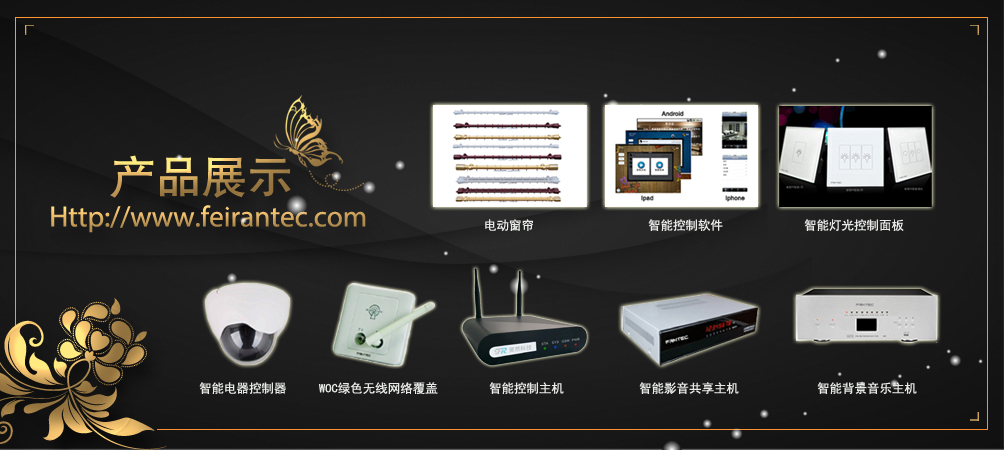 产品展示
Http://www.feirantec.com
Android
Ipad
Iphone
电动窗帘
智能控制软件
智能灯光控制面板
FRNTEC
智能电器控制器
WOC绿色无线网络覆盖
智能控制主机
智能影音共享主机
智能背景音乐主机